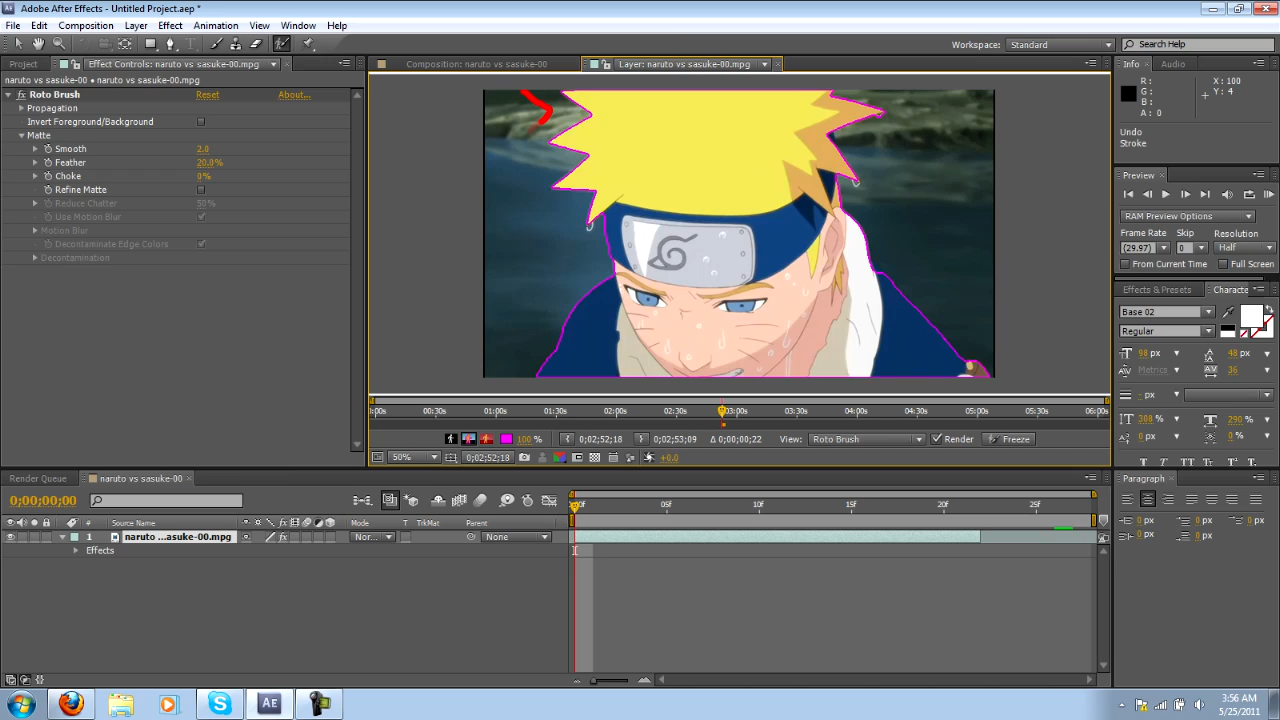 Adobe After Effects - Untitled Project.aep *
File Edit Composition Layer Effect Animation View Window Help
Workspace: Standard Search Help
Project Effect Controls: naruto vs sasuke-00.mpg
naruto vs sasuke-00 • naruto vs sasuke-00.mpg
fx Roto Brush Reset About...
Propagation
Invert Foreground/Background
Matte
Smooth 2.0
Feather 20.0%
Choke 0%
Refine Matte
Reduce Chatter 50%
Use Motion Blur
Motion Blur
Decontaminate Edge Colors
Decontamination
Composition: naruto vs sasuke-00 Layer: naruto vs sasuke-00.mpg
0:00s 00:30s 01:00s 01:30s 02:00s 02:30s 03:00s 03:30s 04:00s 04:30s 05:00s 05:30s 06:00s
100 % 0;02;52;18 0;02;53;09 Δ 0;00;00;22 View: Roto Brush Render Freeze
50% 0;02;52;18 +0.0
Info Audio
R: X: 100
G: Y: 4
B:
A: 0
Undo
Stroke
Preview
RAM Preview Options
Frame Rate Skip Resolution
(29.97) 0 Half
From Current Time Full Screen
Effects & Presets Characte
Base 02
Regular
98 px 48 px
Metrics 36
- px
308 % 290 %
0 px 0 %
T T TT Tr T T
Paragraph
0 px 0 px 0 px
0 px 0 px
Render Queue naruto vs sasuke-00
0;00;00;00
# Source Name Mode T TrkMat Parent
1 naruto ...asuke-00.mpg fx Nor... None
Effects
00f 05f 10f 15f 20f 25f
3:56 AM
5/25/2011